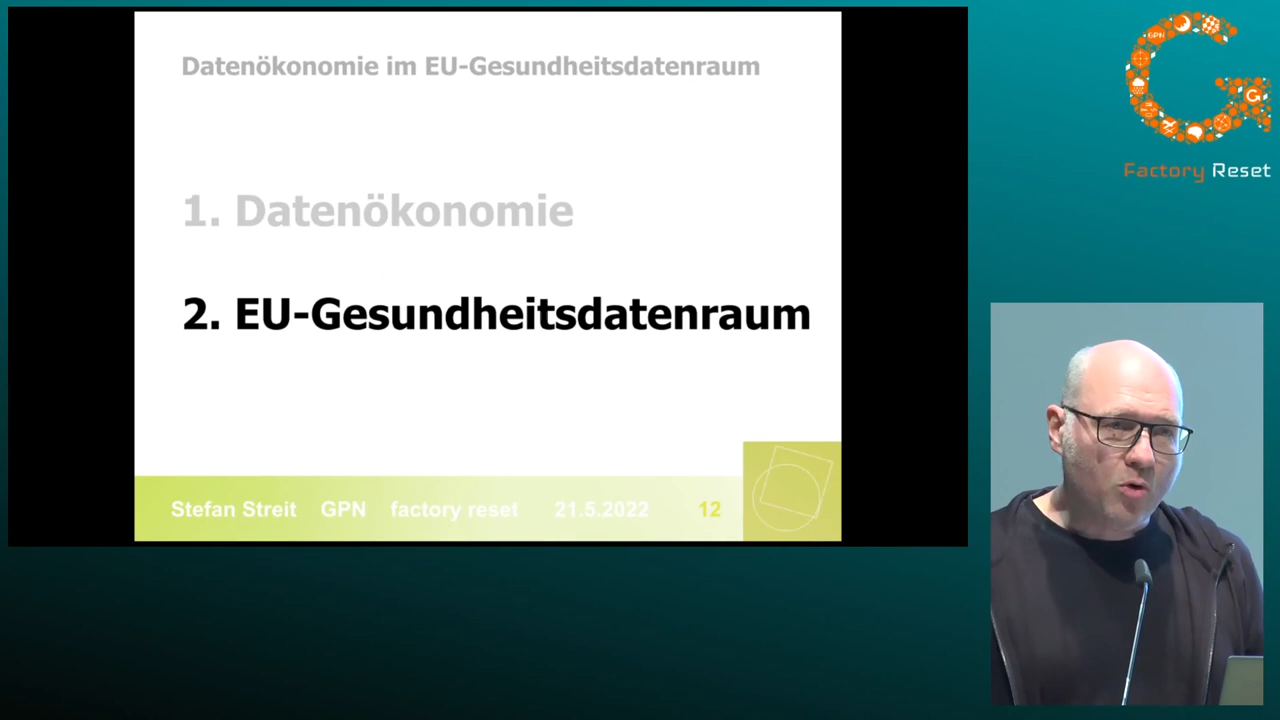 Datenökonomie im EU-Gesundheitsdatenraum
1. Datenökonomie
2. EU-Gesundheitsdatenraum
Stefan Streit GPN factory reset 21.5.2022 12
GPN
G
Factory Reset